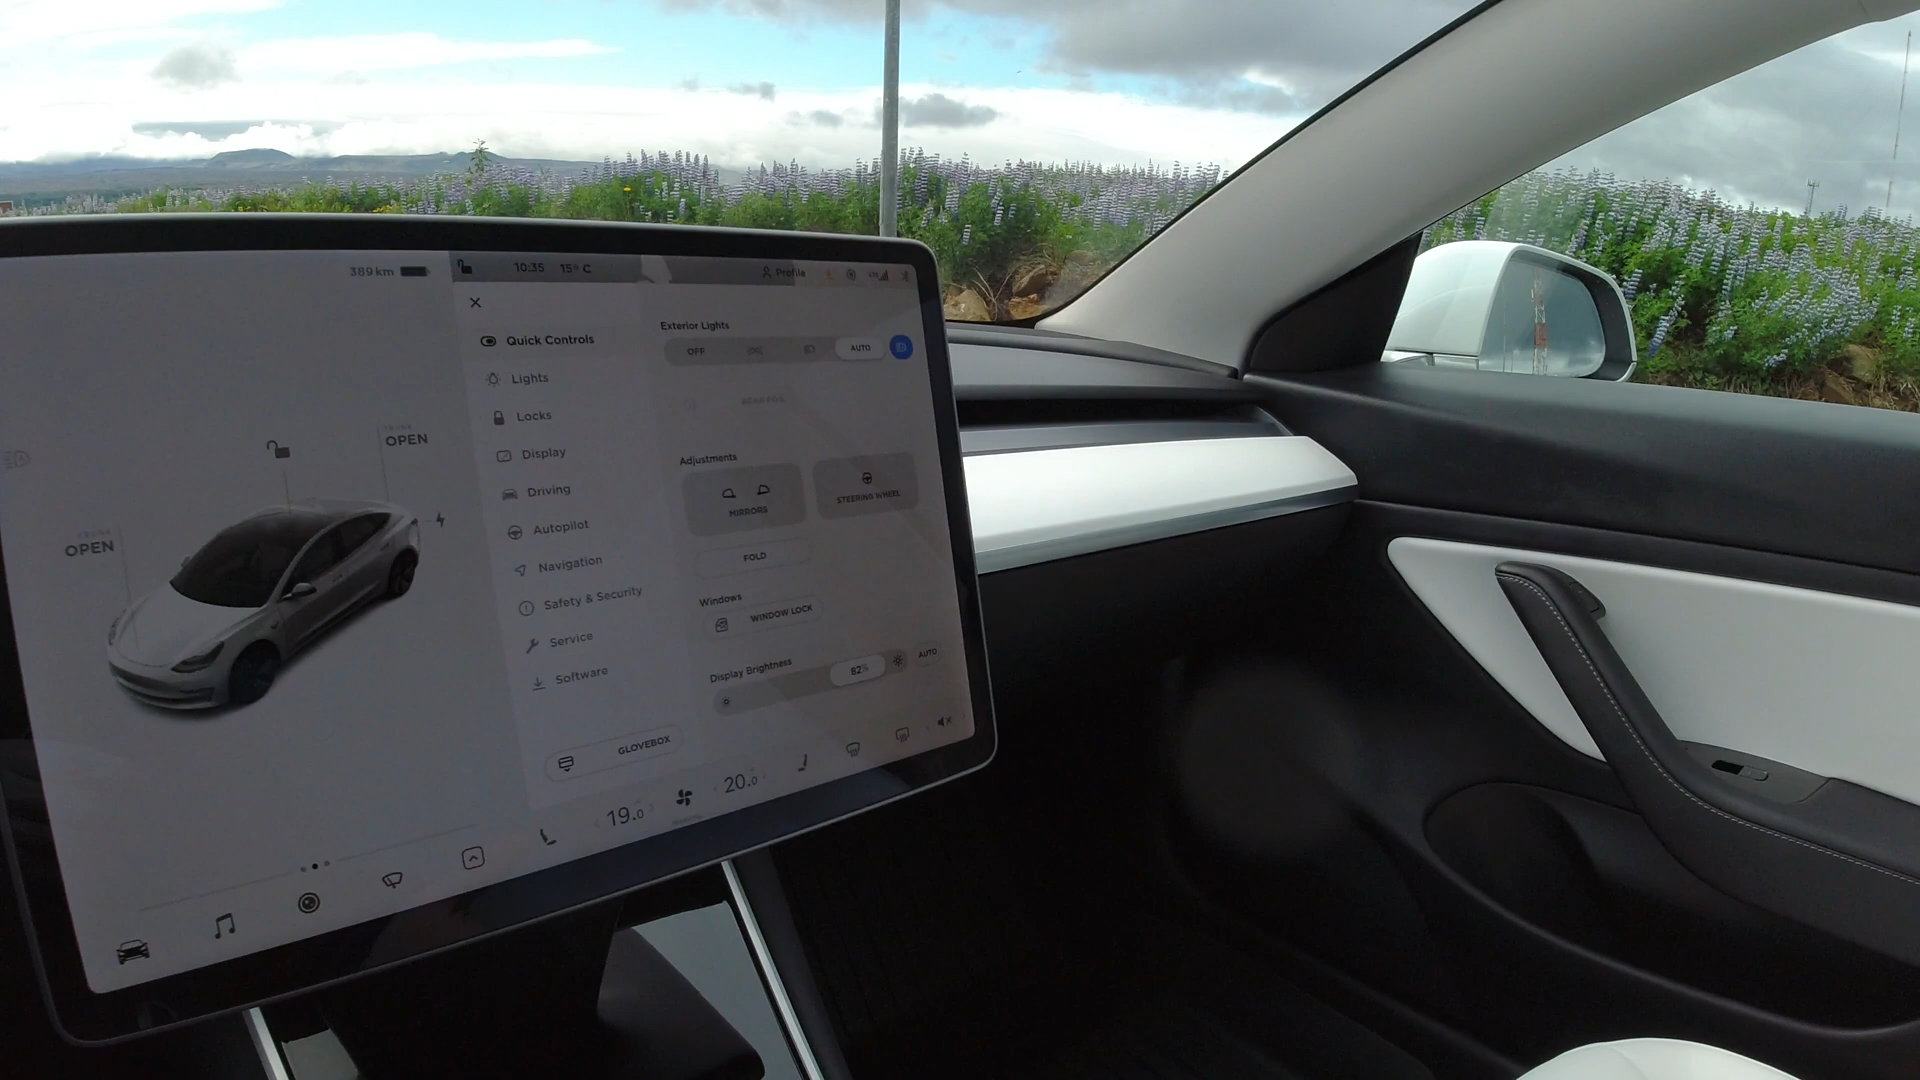 389 km
10:35 15° C
Profile
LTE
Quick Controls
Lights
Locks
Display
Driving
Autopilot
Navigation
Safety & Security
Service
Software
GLOVEBOX
Exterior Lights
OFF
AUTO
Adjustments
MIRRORS
STEERING WHEEL
FOLD
Windows
WINDOW LOCK
Display Brightness
82%
AUTO
TRUNK
OPEN
OPEN
19.0
20.0